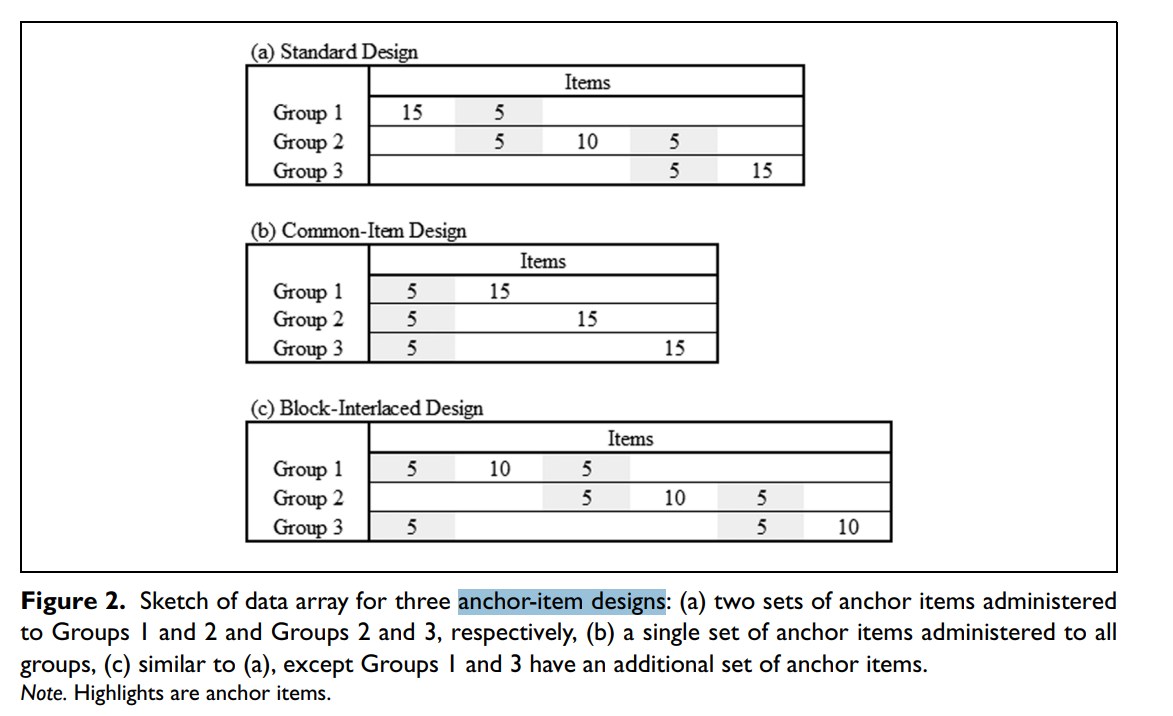 (a) Standard Design
Items
Group 1 15 5
Group 2 5 10 5
Group 3 5 15
(b) Common-Item Design
Items
Group 1 5 15
Group 2 5 15
Group 3 5 15
(c) Block-Interlaced Design
Items
Group 1 5 10 5
Group 2 5 10 5
Group 3 5 5 10
Figure 2. Sketch of data array for three anchor-item designs: (a) two sets of anchor items administered
to Groups 1 and 2 and Groups 2 and 3, respectively, (b) a single set of anchor items administered to all
groups, (c) similar to (a), except Groups 1 and 3 have an additional set of anchor items.
Note. Highlights are anchor items.